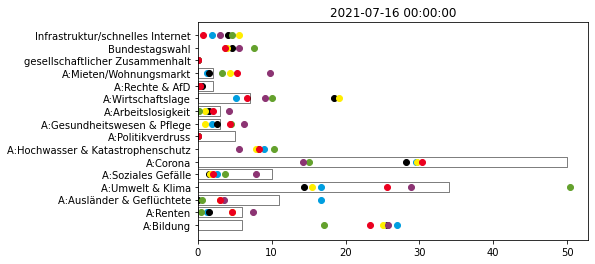 2021-07-16 00:00:00
Infrastruktur/schnelles Internet
Bundestagswahl
gesellschaftlicher Zusammenhalt
A:Mieten/Wohnungsmarkt
A:Rechte & AfD
A:Wirtschaftslage
A:Arbeitslosigkeit
A:Gesundheitswesen & Pflege
A:Politikverdruss
A:Hochwasser & Katastrophenschutz
A:Corona
A:Soziales Gefälle
A:Umwelt & Klima
A:Ausländer & Geflüchtete
A:Renten
A:Bildung
0 10 20 30 40 50